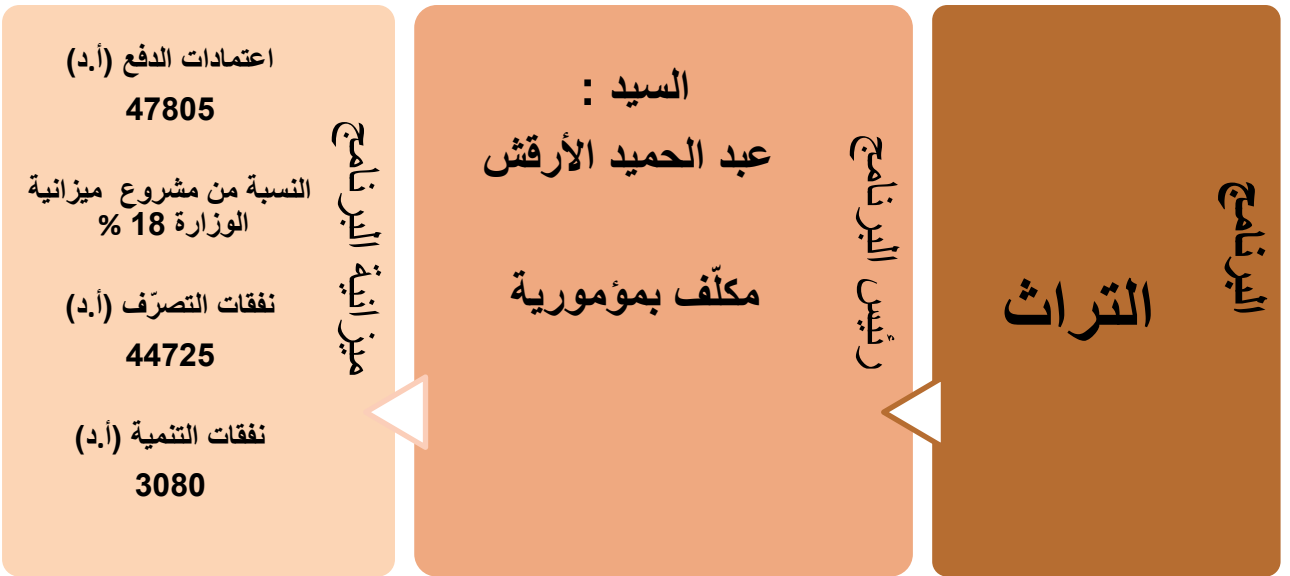 البرنامج
التراث
رئيس البرنامج
السيد :
عبد الحميد الأرقش
مكلّف بمؤمورية
ميزانية البرنامج
اعتمادات الدفع (أ.د)
47805
النسبة من مشروع ميزانية
الوزارة 18 %
نفقات التصرّف (أ.د)
44725
نفقات التنمية (أ.د)
3080